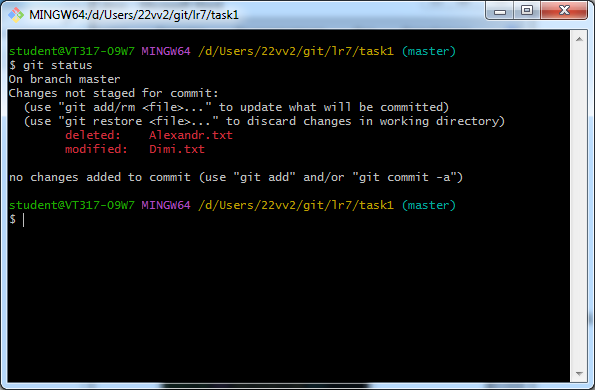 MINGW64:/d/Users/22vv2/git/lr7/task1
student@VT317-09W7 MINGW64 /d/Users/22vv2/git/lr7/task1 (master)
$ git status
On branch master
Changes not staged for commit:
  (use "git add/rm <file>..." to update what will be committed)
  (use "git restore <file>..." to discard changes in working directory)
        deleted:    Alexandr.txt
        modified:   Dimi.txt

no changes added to commit (use "git add" and/or "git commit -a")

student@VT317-09W7 MINGW64 /d/Users/22vv2/git/lr7/task1 (master)
$